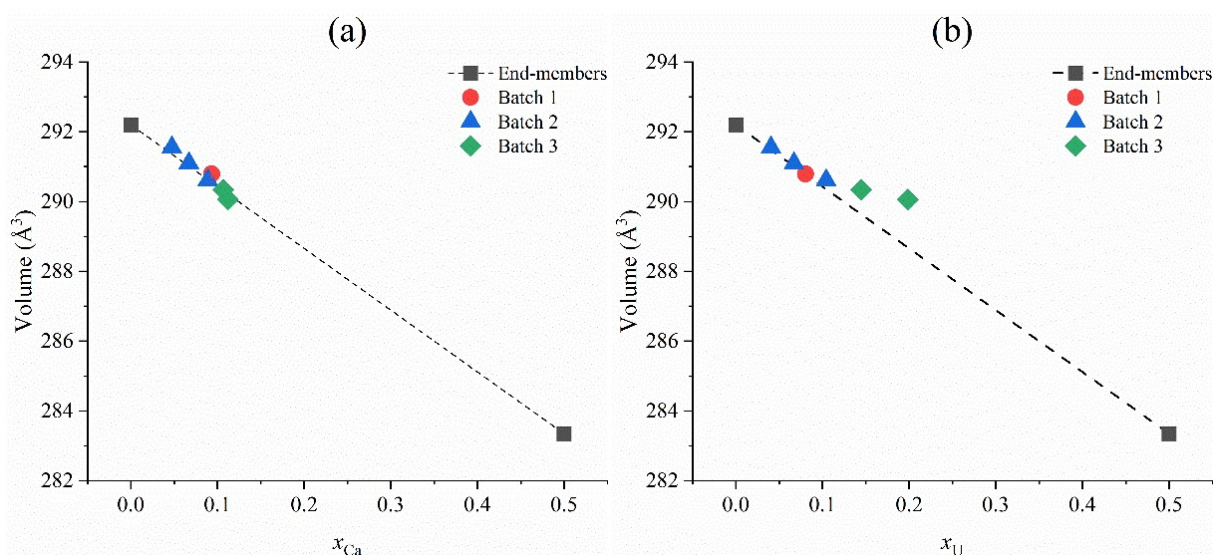 (a)
294
292
290
288
286
284
282
Volume (Å³)
0.0 0.1 0.2 0.3 0.4 0.5
x_Ca
End-members
Batch 1
Batch 2
Batch 3
(b)
294
292
290
288
286
284
282
Volume (Å³)
0.0 0.1 0.2 0.3 0.4 0.5
x_U
End-members
Batch 1
Batch 2
Batch 3